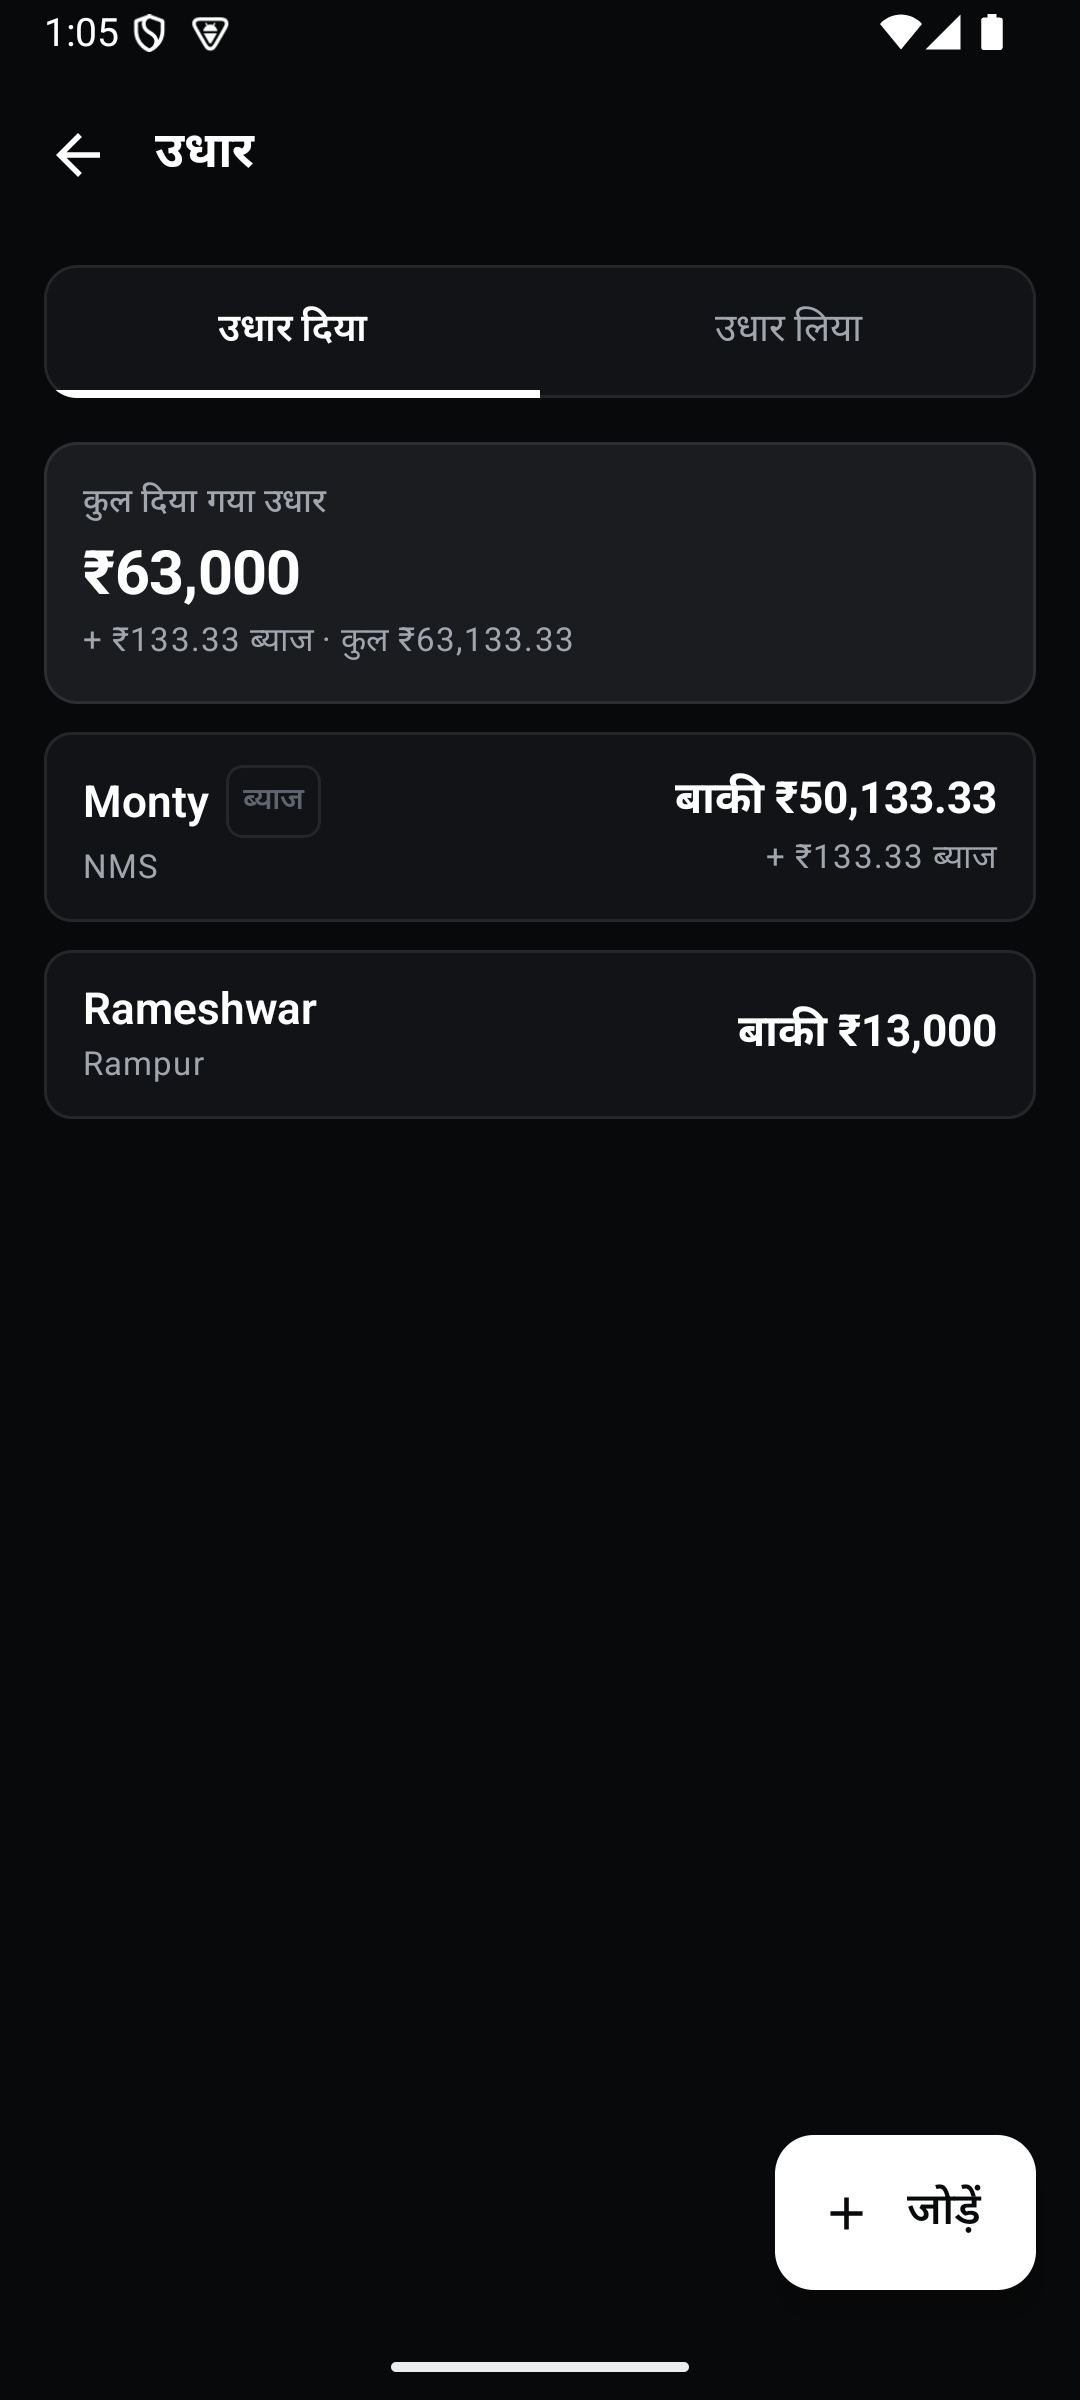 1:05
उधार
उधार दिया
उधार लिया
कुल दिया गया उधार
₹63,000
+ ₹133.33 ब्याज · कुल ₹63,133.33
Monty ब्याज
बाकी ₹50,133.33
NMS
+ ₹133.33 ब्याज
Rameshwar
बाकी ₹13,000
Rampur
+ जोड़ें